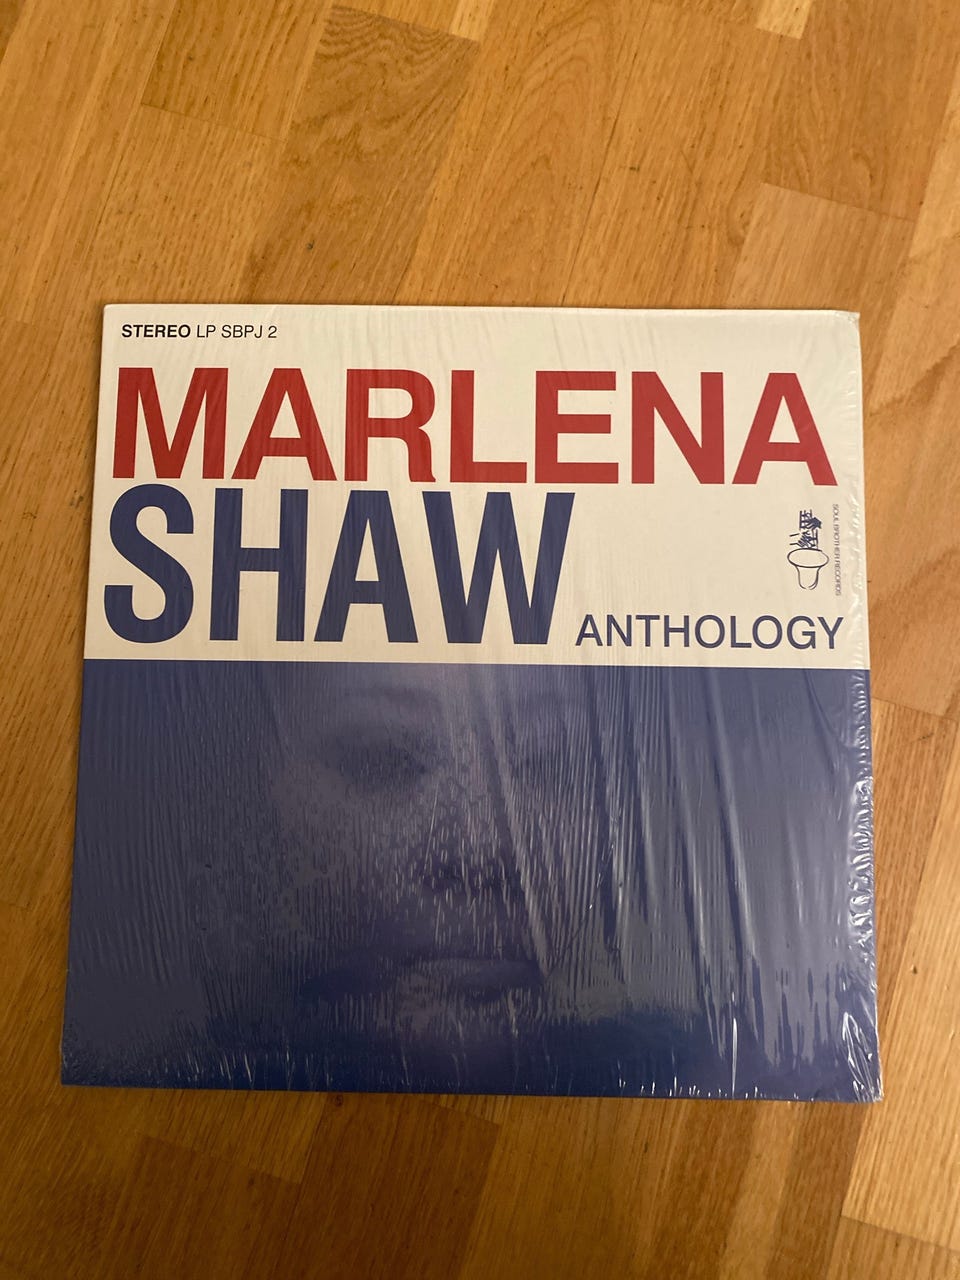 STEREO LP SBPJ 2
MARLENA
SHAW
ANTHOLOGY
SOUL BROTHER RECORDS